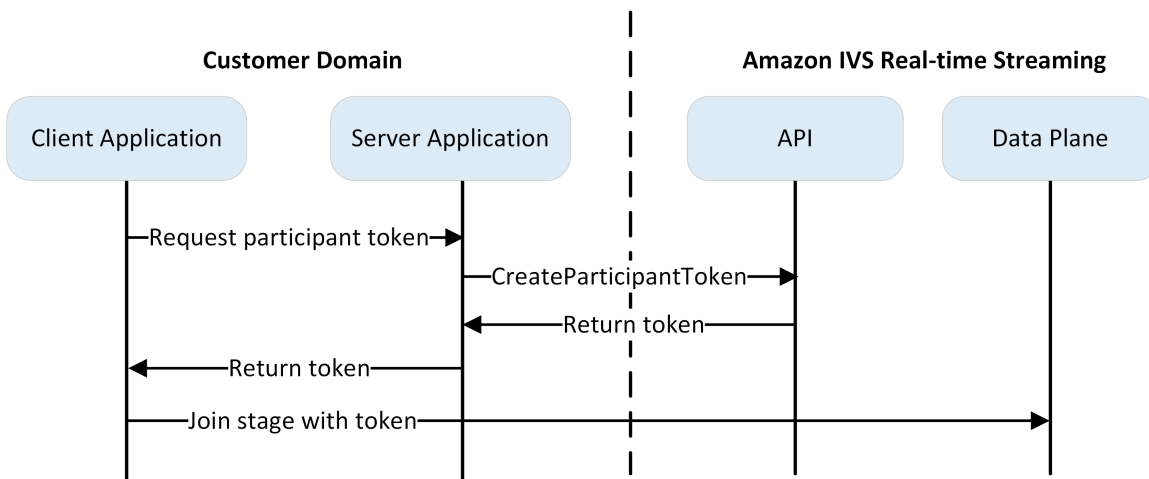 Customer Domain
Amazon IVS Real-time Streaming
Client Application
Server Application
API
Data Plane
Request participant token
CreateParticipantToken
Return token
Return token
Join stage with token